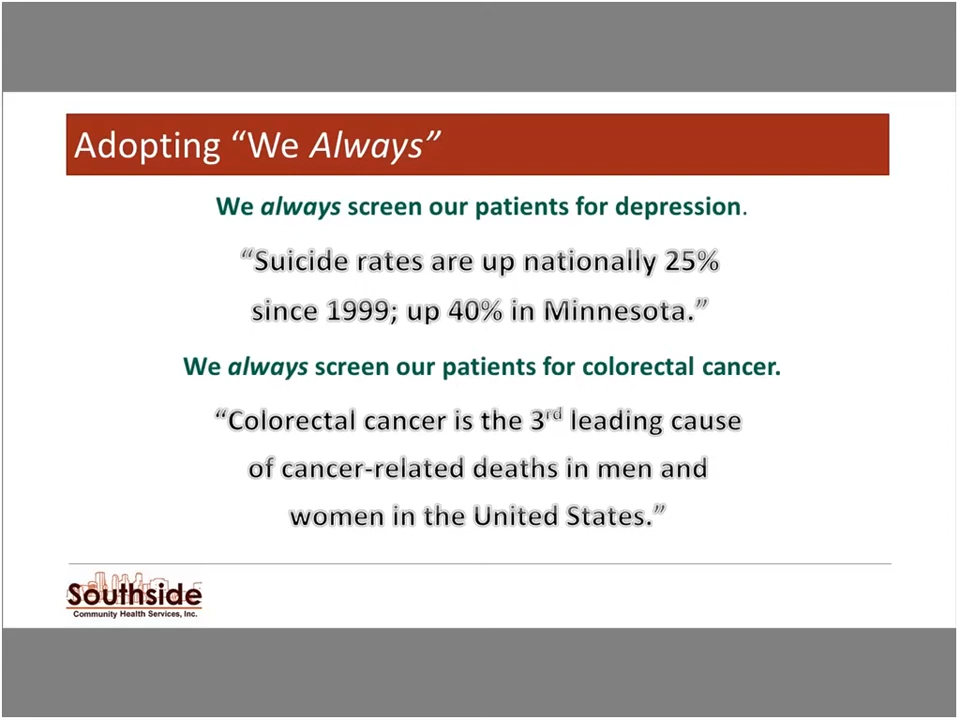 Adopting “We Always”
We always screen our patients for depression.
“Suicide rates are up nationally 25%
since 1999; up 40% in Minnesota.”
We always screen our patients for colorectal cancer.
“Colorectal cancer is the 3rd leading cause
of cancer-related deaths in men and
women in the United States.”
Southside
Community Health Services, Inc.